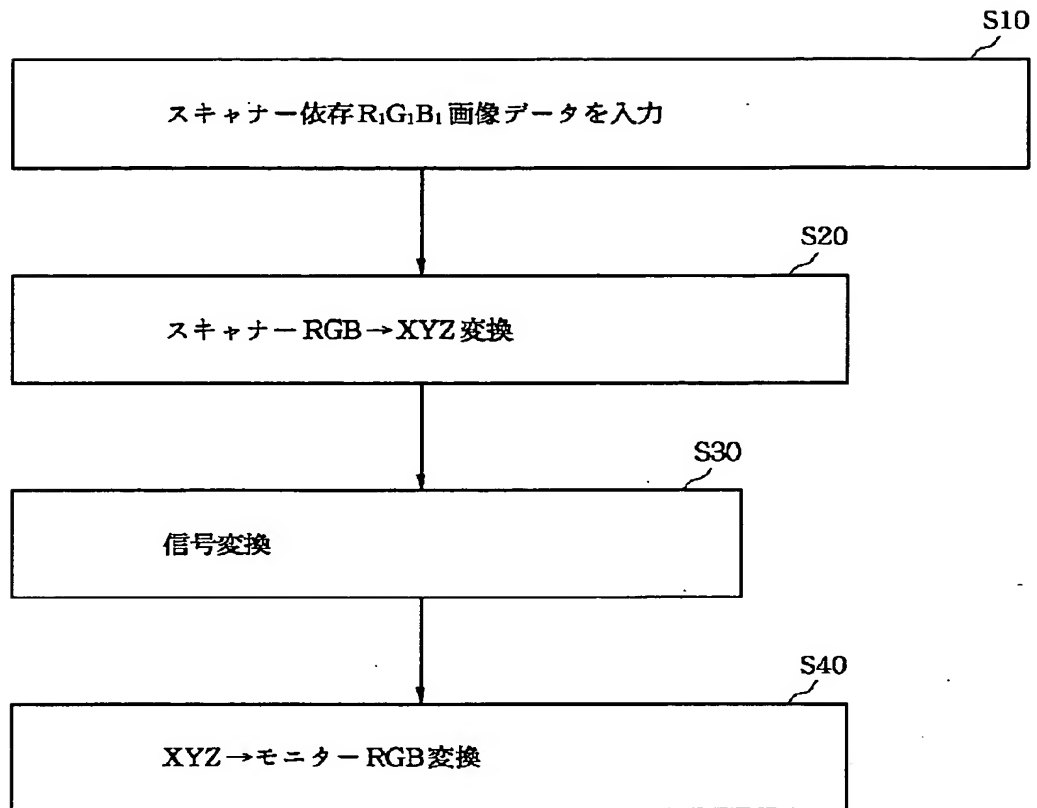 S10
スキャナー依存R₁G₁B₁画像データを入力
S20
スキャナーRGB→XYZ変換
S30
信号変換
S40
XYZ→モニターRGB変換